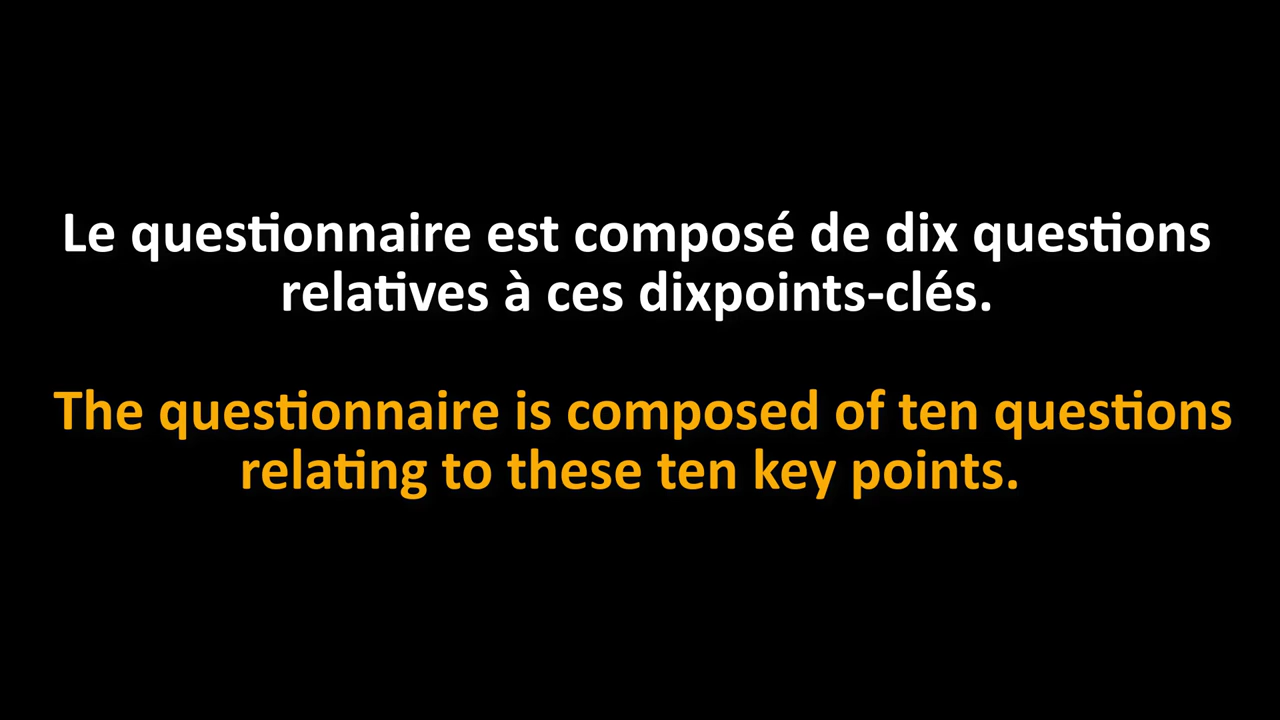 Le questionnaire est composé de dix questions
relatives à ces dixpoints-clés.
The questionnaire is composed of ten questions
relating to these ten key points.